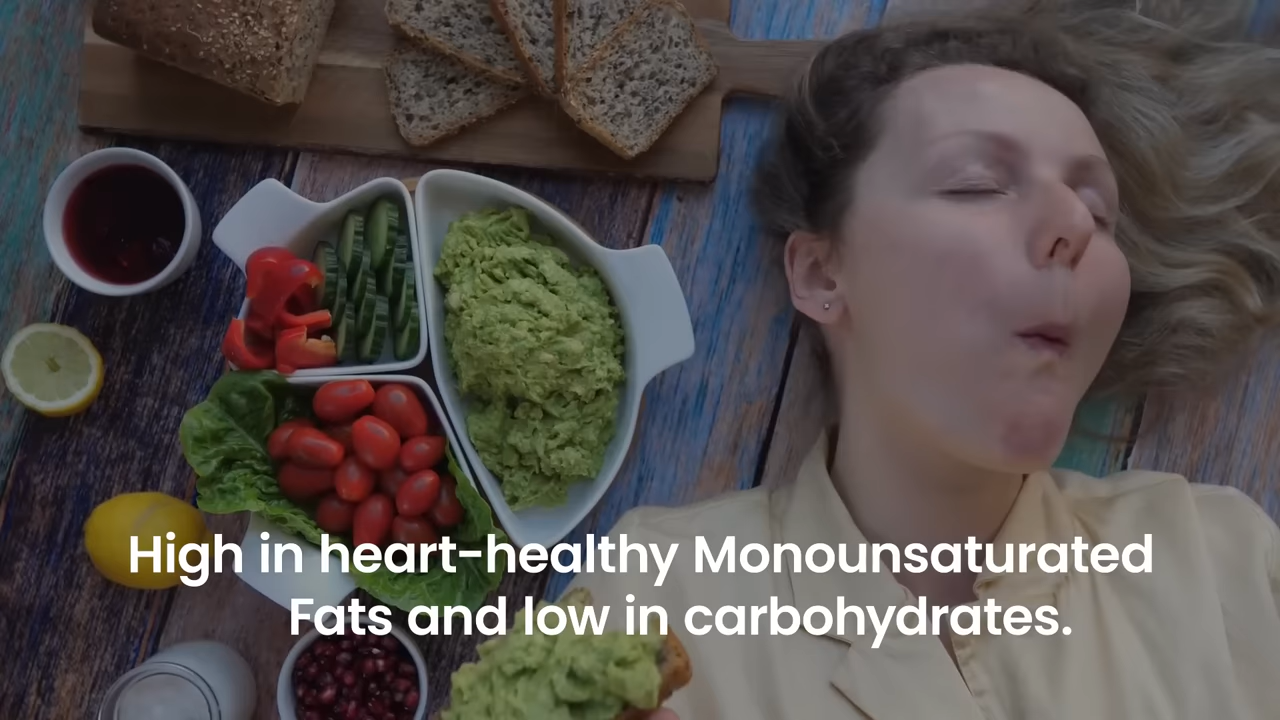 High in heart-healthy Monounsaturated
Fats and low in carbohydrates.